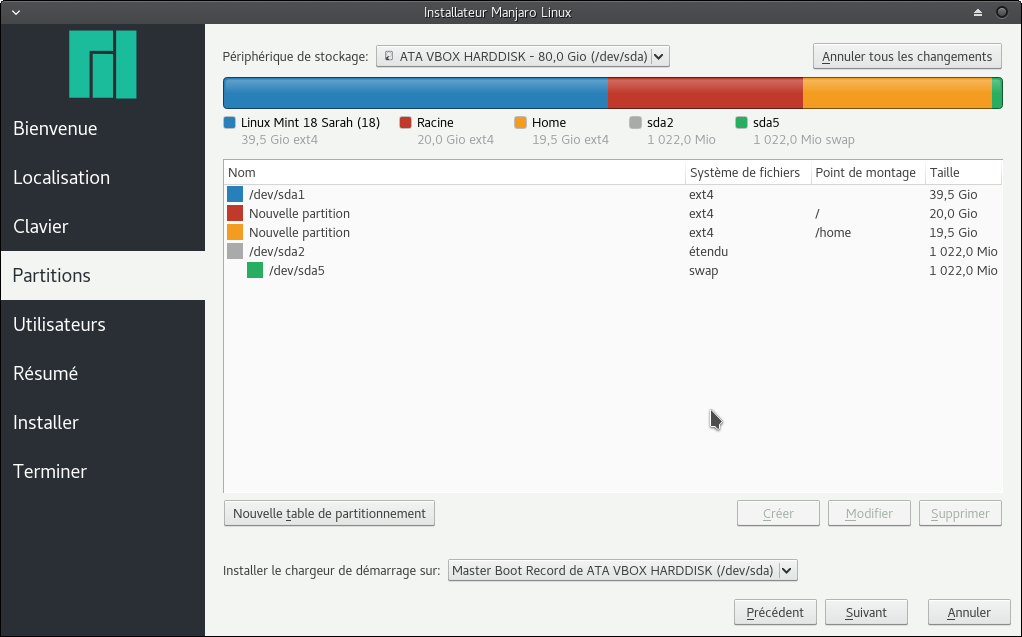 Installateur Manjaro Linux
Bienvenue
Localisation
Clavier
Partitions
Utilisateurs
Résumé
Installer
Terminer
Périphérique de stockage: ATA VBOX HARDDISK - 80,0 Gio (/dev/sda) Annuler tous les changements
Linux Mint 18 Sarah (18) Racine Home sda2 sda5
39,5 Gio ext4 20,0 Gio ext4 19,5 Gio ext4 1 022,0 Mio 1 022,0 Mio swap
Nom Système de fichiers Point de montage Taille
/dev/sda1 ext4 39,5 Gio
Nouvelle partition ext4 / 20,0 Gio
Nouvelle partition ext4 /home 19,5 Gio
/dev/sda2 étendu 1 022,0 Mio
/dev/sda5 swap 1 022,0 Mio
Nouvelle table de partitionnement Créer Modifier Supprimer
Installer le chargeur de démarrage sur: Master Boot Record de ATA VBOX HARDDISK (/dev/sda)
Précédent Suivant Annuler